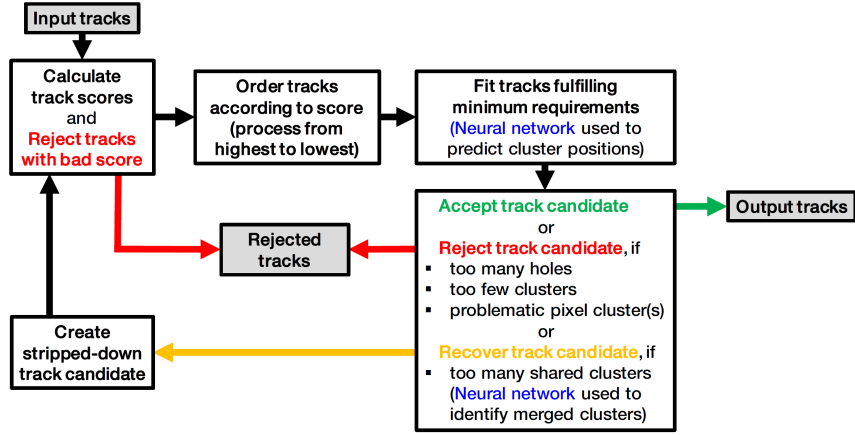 Input tracks
Calculate
track scores
and
Reject tracks
with bad score
Order tracks
according to score
(process from
highest to lowest)
Fit tracks fulfilling
minimum requirements
(Neural network used to
predict cluster positions)
Accept track candidate
or
Reject track candidate, if
▪ too many holes
▪ too few clusters
▪ problematic pixel cluster(s)
or
Recover track candidate, if
▪ too many shared clusters
(Neural network used to
identify merged clusters)
Output tracks
Rejected
tracks
Create
stripped-down
track candidate